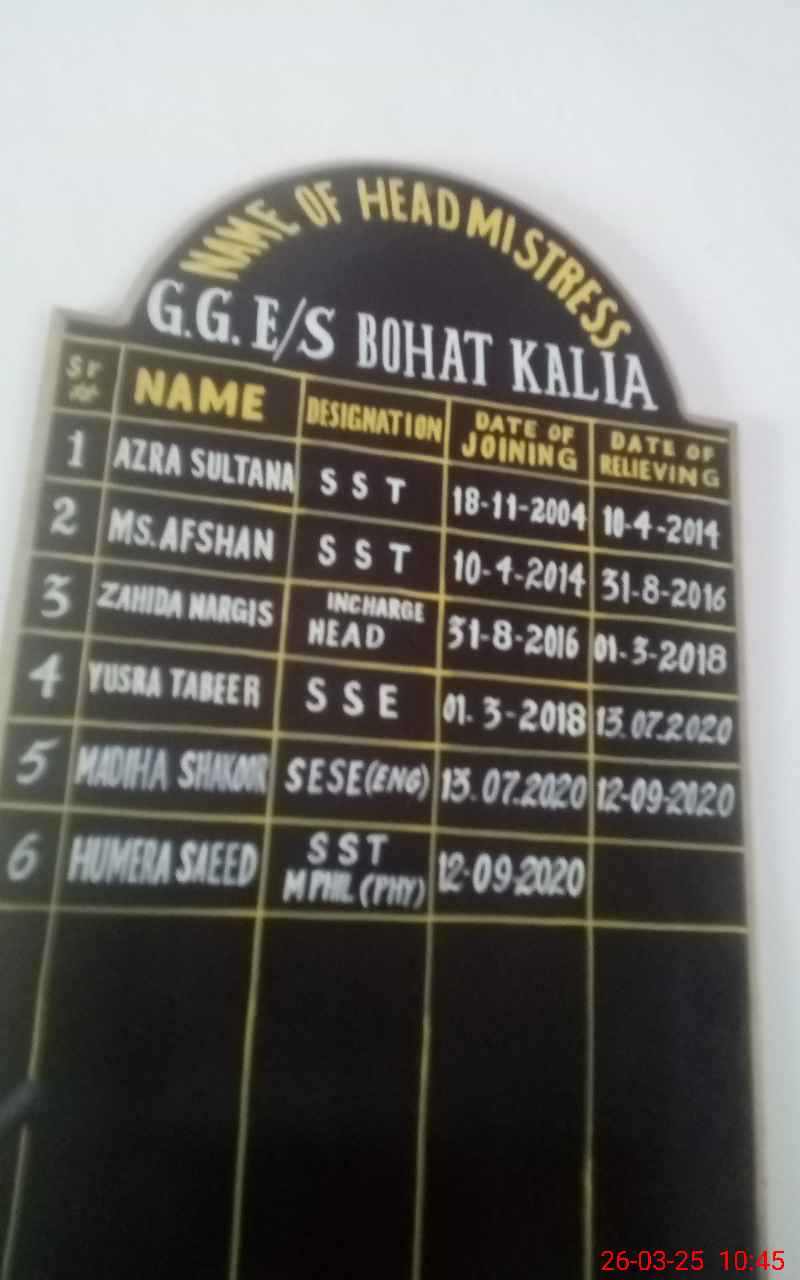 NAME OF HEADMISTRESS
G.G. E/S BOHAT KALIA
Sr
NAME DESIGNATION DATE OF JOINING DATE OF RELIEVING
1 AZRA SULTANA S S T 18-11-2004 10-4-2014
2 MS. AFSHAN S S T 10-4-2014 31-8-2016
3 ZAHIDA NARGIS INCHARGE HEAD 31-8-2016 01-3-2018
4 YUSRA TABEER S S E 01.3-2018 13.07.2020
5 MADIHA SHAKOOR SESE(ENG) 13.07.2020 12-09-2020
6 HUMERA SAEED S S T M PHIL (PHY) 12-09-2020
26-03-25 10:45